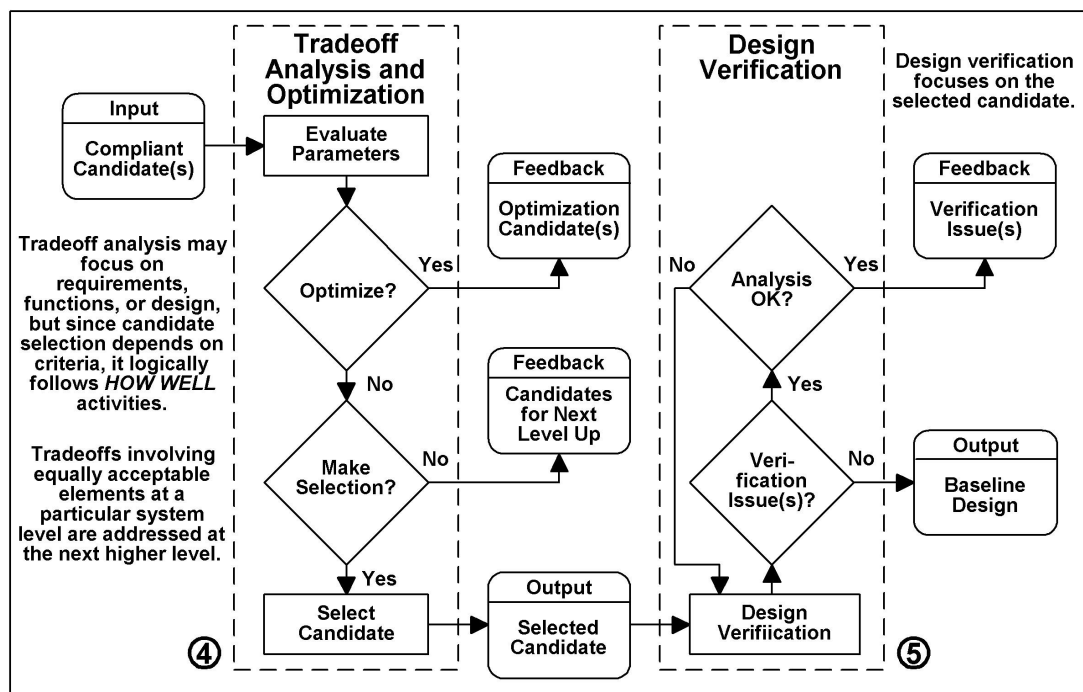 Tradeoff
Analysis and
Optimization
Input
Compliant
Candidate(s)
Evaluate
Parameters
Feedback
Optimization
Candidate(s)
Optimize?
Yes
No
Tradeoff analysis may
focus on
requirements,
functions, or design,
but since candidate
selection depends on
criteria, it logically
follows HOW WELL
activities.
Feedback
Candidates
for Next
Level Up
Make
Selection?
No
Yes
Tradeoffs involving
equally acceptable
elements at a
particular system
level are addressed at
the next higher level.
Select
Candidate
4
Output
Selected
Candidate
Design
Verification
Design verification
focuses on the
selected candidate.
Feedback
Verification
Issue(s)
No
Analysis
OK?
Yes
Yes
Veri-
fication
Issue(s)?
No
Output
Baseline
Design
Design
Verifiication
5